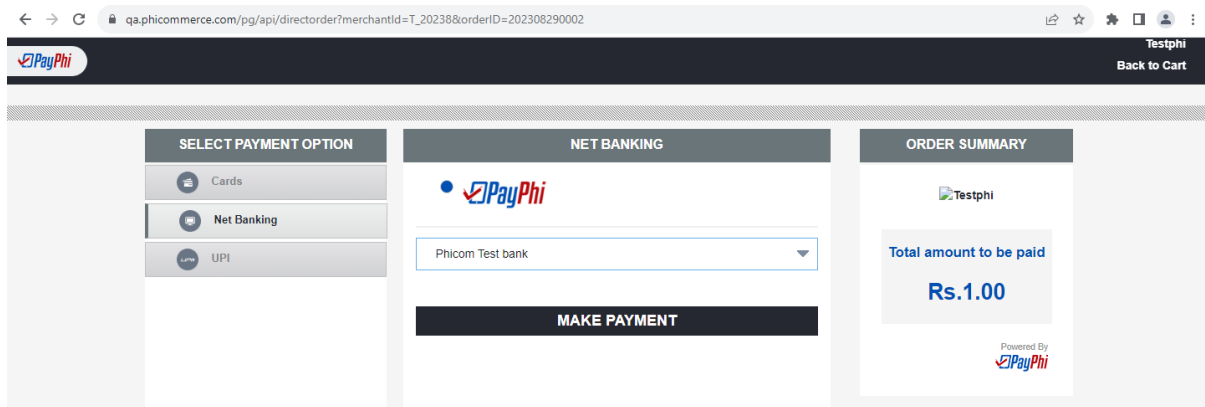 qa.phicommerce.com/pg/api/directorder?merchantId=T_20238&orderID=202308290002
PayPhi
Testphi
Back to Cart
SELECT PAYMENT OPTION
Cards
Net Banking
UPI
NET BANKING
PayPhi
Phicom Test bank
MAKE PAYMENT
ORDER SUMMARY
Testphi
Total amount to be paid
Rs.1.00
Powered By
PayPhi